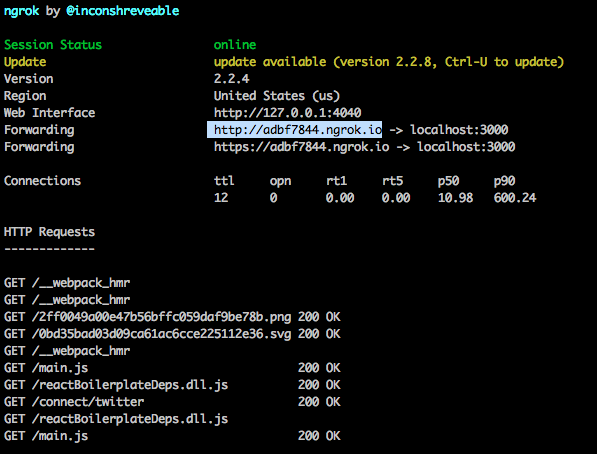 ngrok by @inconshreveable
Session Status online
Update update available (version 2.2.8, Ctrl-U to update)
Version 2.2.4
Region United States (us)
Web Interface http://127.0.0.1:4040
Forwarding http://adbf7844.ngrok.io -> localhost:3000
Forwarding https://adbf7844.ngrok.io -> localhost:3000
Connections ttl opn rt1 rt5 p50 p90
12 0 0.00 0.00 10.98 600.24
HTTP Requests
-------------
GET /__webpack_hmr
GET /__webpack_hmr
GET /2ff0049a00e47b56bffc059daf9be78b.png 200 OK
GET /0bd35bad03d09ca61ac6cce225112e36.svg 200 OK
GET /__webpack_hmr
GET /main.js 200 OK
GET /reactBoilerplateDeps.dll.js 200 OK
GET /connect/twitter 200 OK
GET /reactBoilerplateDeps.dll.js
GET /main.js 200 OK